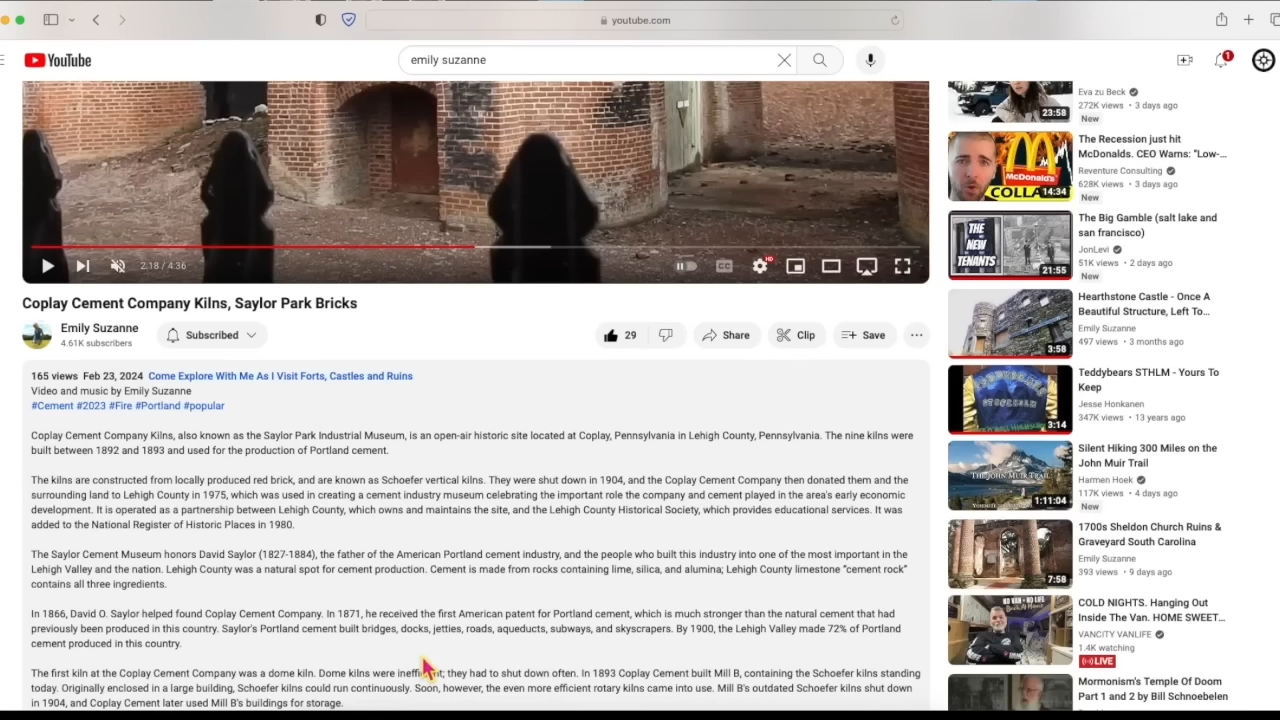 youtube.com
YouTube
emily suzanne
1
2:18 / 4:36
CC
HD
Coplay Cement Company Kilns, Saylor Park Bricks
Emily Suzanne
4.61K subscribers
Subscribed
29
Share
Clip
Save
165 views Feb 23, 2024 Come Explore With Me As I Visit Forts, Castles and Ruins
Video and music by Emily Suzanne
#Cement #2023 #Fire #Portland #popular
Coplay Cement Company Kilns, also known as the Saylor Park Industrial Museum, is an open-air historic site located at Coplay, Pennsylvania in Lehigh County, Pennsylvania. The nine kilns were
built between 1892 and 1893 and used for the production of Portland cement.
The kilns are constructed from locally produced red brick, and are known as Schoefer vertical kilns. They were shut down in 1904, and the Coplay Cement Company then donated them and the
surrounding land to Lehigh County in 1975, which was used in creating a cement industry museum celebrating the important role the company and cement played in the area's early economic
development. It is operated as a partnership between Lehigh County, which owns and maintains the site, and the Lehigh County Historical Society, which provides educational services. It was
added to the National Register of Historic Places in 1980.
The Saylor Cement Museum honors David Saylor (1827-1884), the father of the American Portland cement industry, and the people who built this industry into one of the most important in the
Lehigh Valley and the nation. Lehigh County was a natural spot for cement production. Cement is made from rocks containing lime, silica, and alumina; Lehigh County limestone "cement rock"
contains all three ingredients.
In 1866, David O. Saylor helped found Coplay Cement Company. 1871, he received the first American patent for Portland cement, which is much stronger than the natural cement that had
previously been produced in this country. Saylor's Portland cement built bridges, docks, jetties, roads, aqueducts, subways, and skyscrapers. By 1900, the Lehigh Valley made 72% of Portland
cement produced in this country.
The first kiln at the Coplay Cement Company was a dome kiln. Dome kilns were they had to shut down often. In 1893 Coplay Cement built Mill B, containing the Schoefer kilns standing
today. Originally enclosed in a large building, Schoefer kilns could run continuously. Soon, however, the even more efficient rotary kilns came into use. Mill B's outdated Schoefer kilns shut down
in 1904, and Coplay Cement later used Mill B's buildings for storage.
23:58
Eva zu Beck
272K views • 3 days ago
New
McDonald's
COLLA
14:34
The Recession just hit
McDonalds. CEO Warns: "Low-...
Reventure Consulting
628K views • 3 days ago
New
THE
NEW
TENANTS
21:55
The Big Gamble (salt lake and
san francisco)
JonLevi
51K views • 2 days ago
New
3:58
Hearthstone Castle - Once A
Beautiful Structure, Left To...
Emily Suzanne
497 views • 3 months ago
STOCKHOLM
3:14
Teddybears STHLM - Yours To
Keep
Jesse Honkanen
347K views • 13 years ago
THE JOHN MUIR TRAIL
1:11:04
Silent Hiking 300 Miles on the
John Muir Trail
Harmen Hoek
117K views • 4 days ago
New
7:58
1700s Sheldon Church Ruins &
Graveyard South Carolina
Emily Suzanne
393 views • 9 days ago
COLD NIGHTS. Hanging Out
Inside The Van. HOME SWEET...
VANCITY VANLIFE
1.4K watching
LIVE
Mormonism's Temple Of Doom
Part 1 and 2 by Bill Schnoebelen